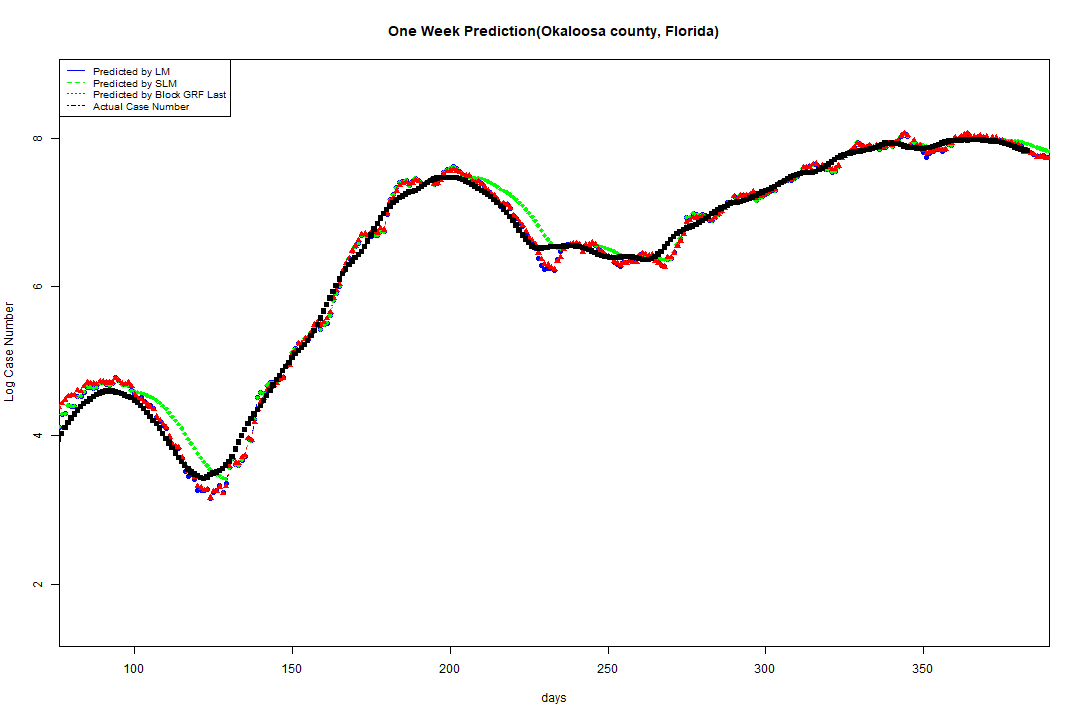 One Week Prediction(Okaloosa county, Florida)
Predicted by LM
Predicted by SLM
Predicted by Block GRF Last
Actual Case Number
8
6
4
2
Log Case Number
100 150 200 250 300 350
days